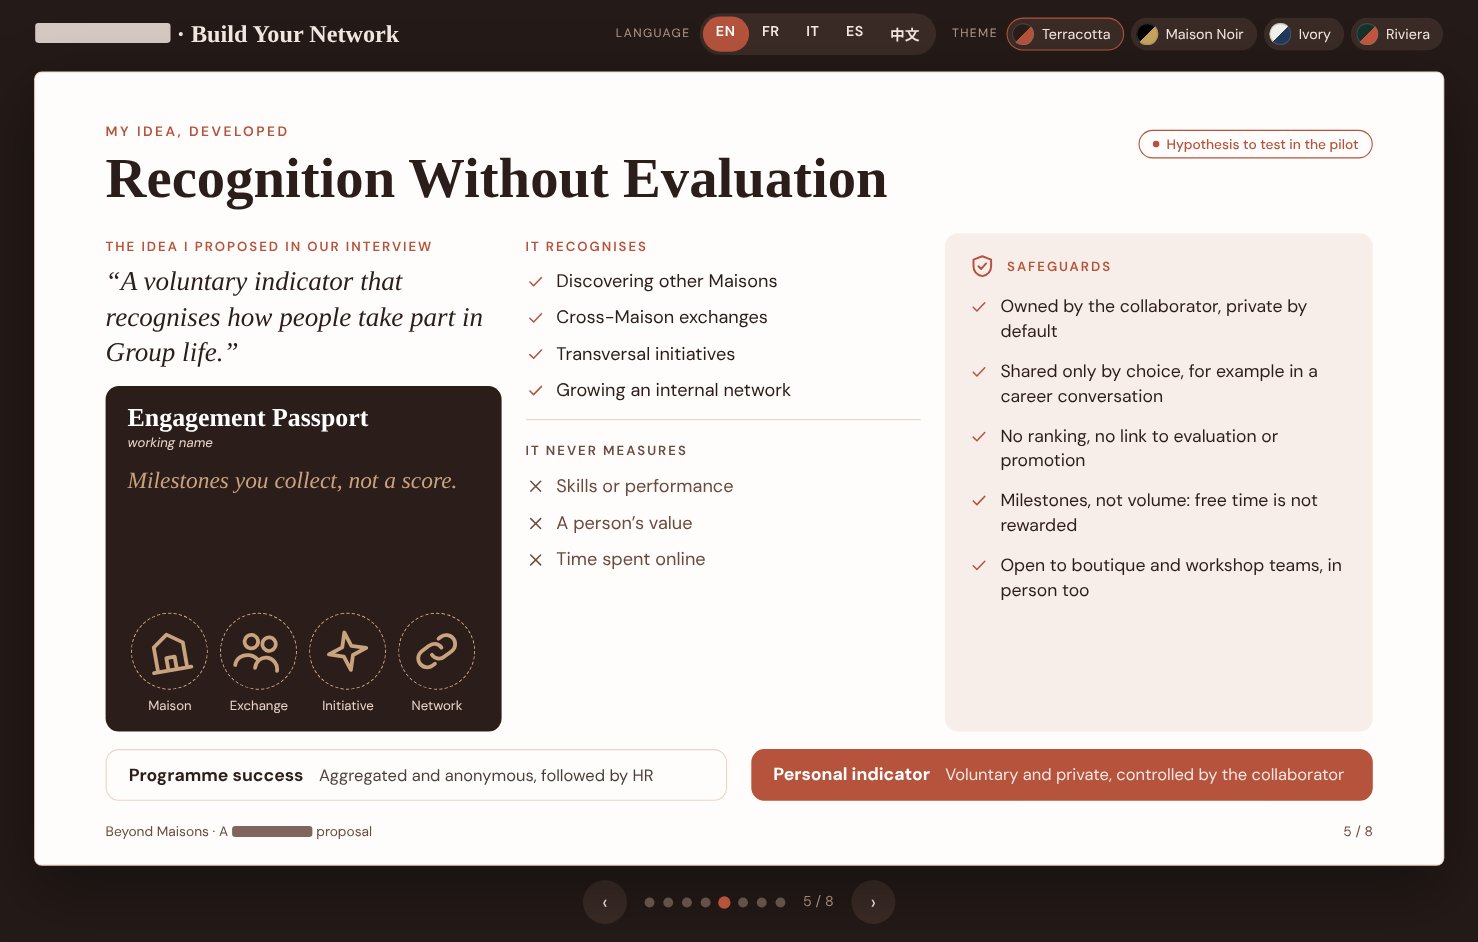 · Build Your Network
LANGUAGE
EN
FR
IT
ES
中文
THEME
Terracotta
Maison Noir
Ivory
Riviera
MY IDEA, DEVELOPED
Recognition Without Evaluation
Hypothesis to test in the pilot
THE IDEA I PROPOSED IN OUR INTERVIEW
“A voluntary indicator that
recognises how people take part in
Group life.”
Engagement Passport
working name
Milestones you collect, not a score.
Maison
Exchange
Initiative
Network
IT RECOGNISES
Discovering other Maisons
Cross-Maison exchanges
Transversal initiatives
Growing an internal network
IT NEVER MEASURES
Skills or performance
A person’s value
Time spent online
SAFEGUARDS
Owned by the collaborator, private by
default
Shared only by choice, for example in a
career conversation
No ranking, no link to evaluation or
promotion
Milestones, not volume: free time is not
rewarded
Open to boutique and workshop teams, in
person too
Programme success Aggregated and anonymous, followed by HR
Personal indicator Voluntary and private, controlled by the collaborator
Beyond Maisons · A proposal
5 / 8
‹
5 / 8
›